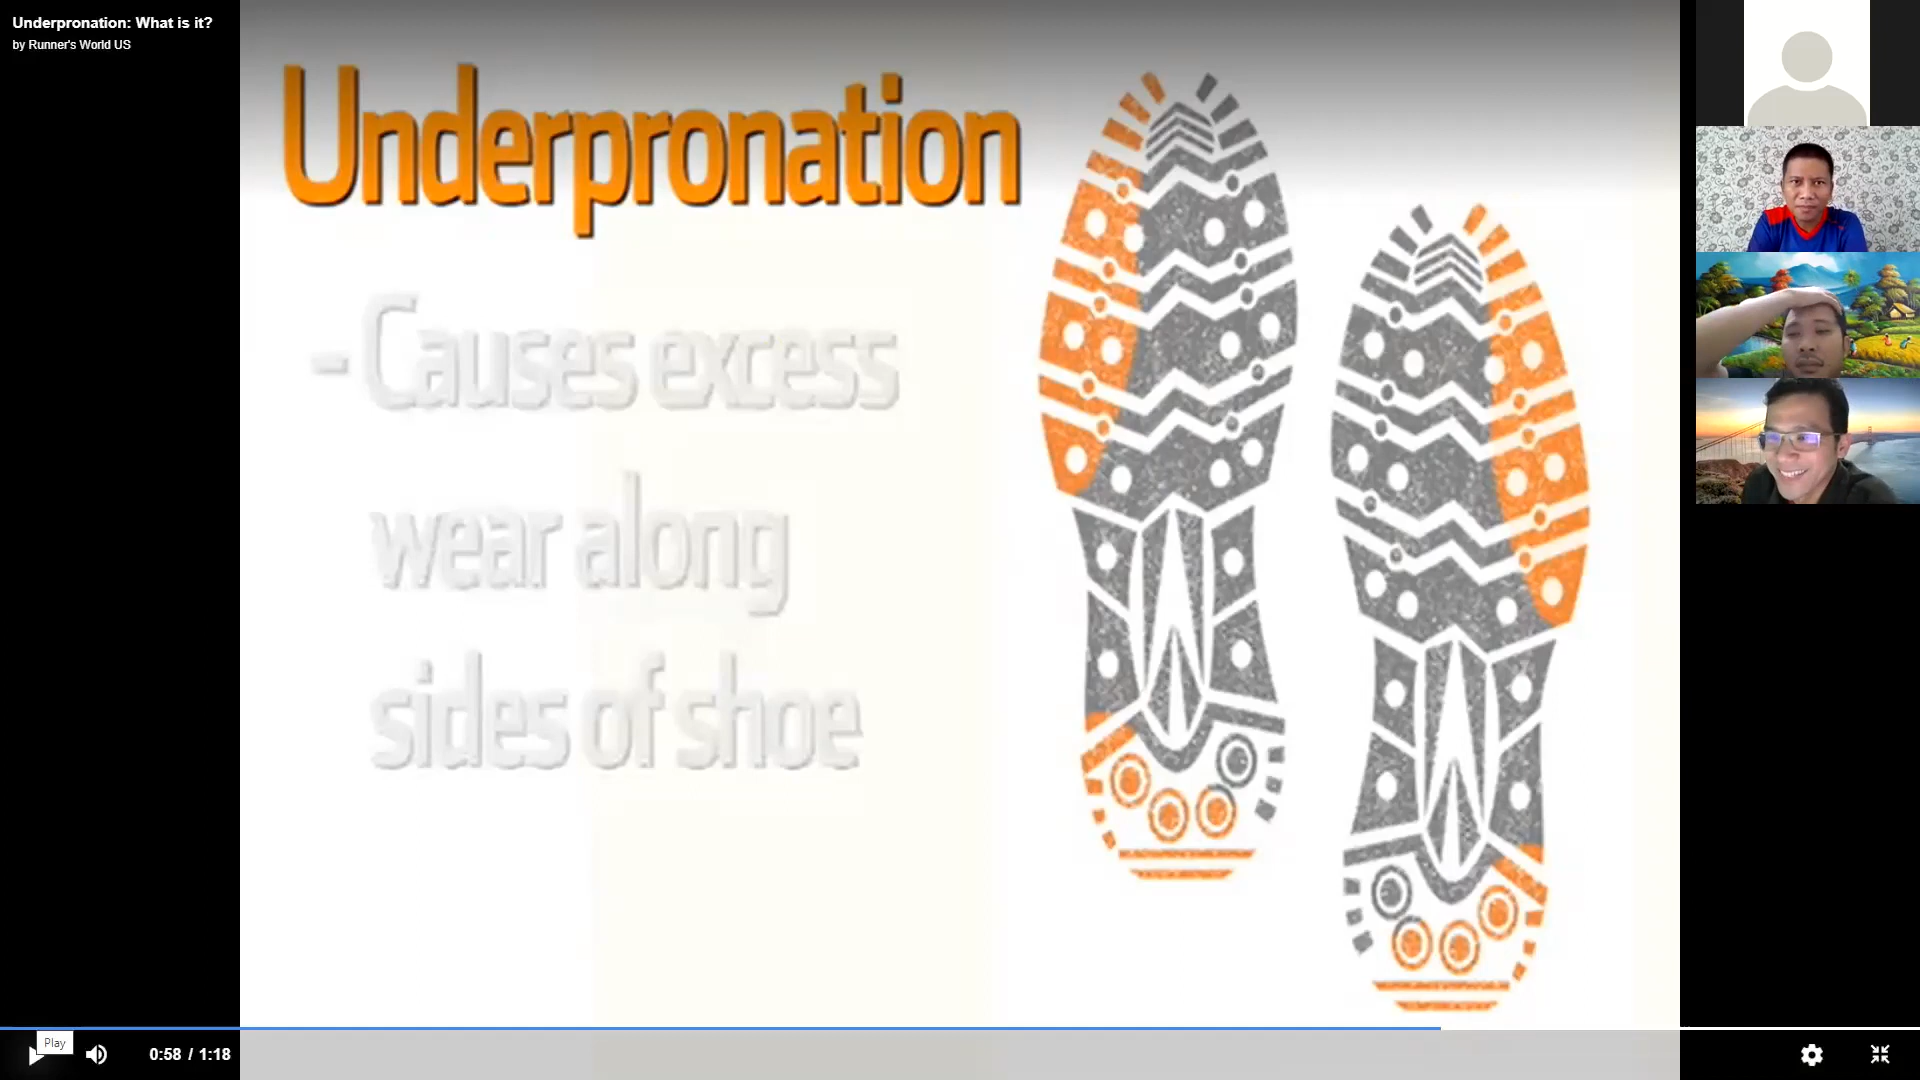 Underpronation: What is it?
by Runner's World US
Underpronation
- Causes excess
wear along
sides of shoe
Play
0:58 / 1:18